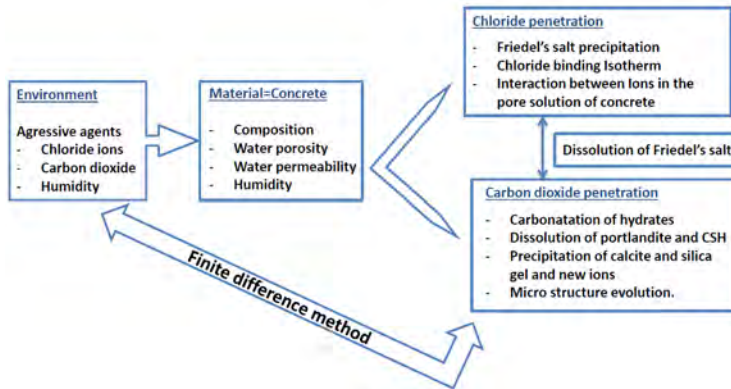 Environment
Agressive agents
- Chloride ions
- Carbon dioxide
- Humidity
Material=Concrete
- Composition
- Water porosity
- Water permeability
- Humidity
Chloride penetration
- Friedel's salt precipitation
- Chloride binding Isotherm
- Interaction between Ions in the
pore solution of concrete
Dissolution of Friedel's salt
Carbon dioxide penetration
- Carbonatation of hydrates
- Dissolution of portlandite and CSH
- Precipitation of calcite and silica
gel and new ions
- Micro structure evolution.
Finite difference method